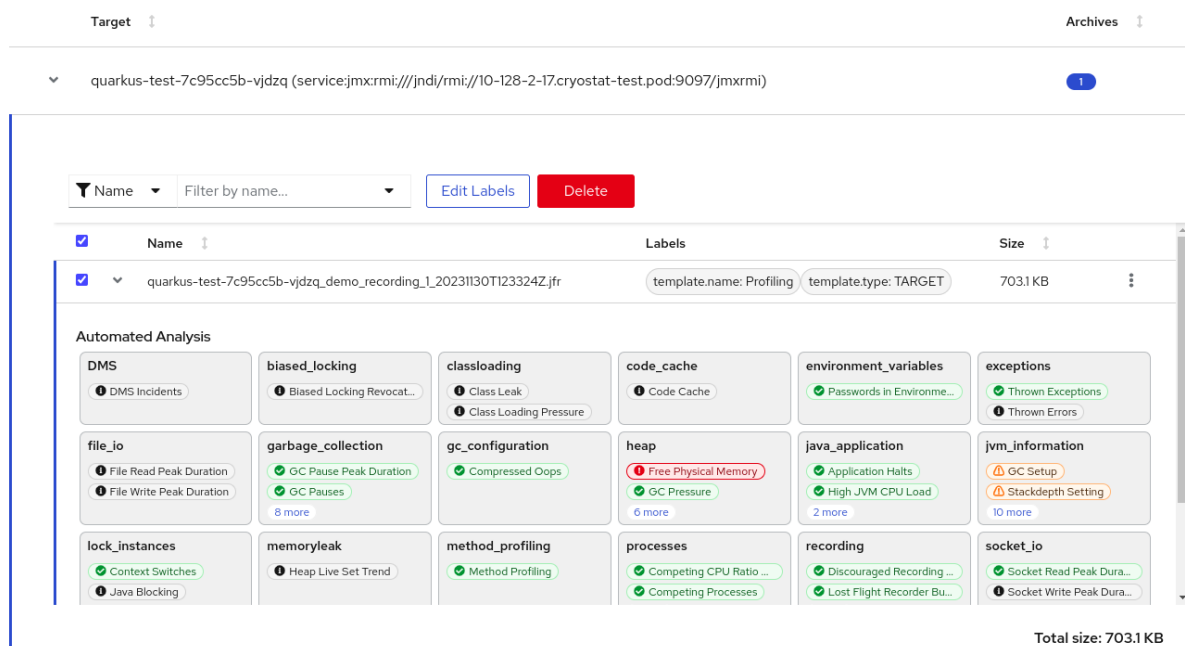 Target Archives
quarkus-test-7c95cc5b-vjdzq (service:jmx:rmi:///jndi/rmi://10-128-2-17.cryostat-test.pod:9097/jmxrmi) 1
Name Filter by name... Edit Labels Delete
Name Labels Size
quarkus-test-7c95cc5b-vjdzq_demo_recording_1_20231130T123324Z.jfr template.name: Profiling template.type: TARGET 703.1 KB
Automated Analysis
DMS
DMS Incidents
biased_locking
Biased Locking Revocat...
classloading
Class Leak
Class Loading Pressure
code_cache
Code Cache
environment_variables
Passwords in Environme...
exceptions
Thrown Exceptions
Thrown Errors
file_io
File Read Peak Duration
File Write Peak Duration
garbage_collection
GC Pause Peak Duration
GC Pauses
8 more
gc_configuration
Compressed Oops
heap
Free Physical Memory
GC Pressure
6 more
java_application
Application Halts
High JVM CPU Load
2 more
jvm_information
GC Setup
Stackdepth Setting
10 more
lock_instances
Context Switches
Java Blocking
memoryleak
Heap Live Set Trend
method_profiling
Method Profiling
processes
Competing CPU Ratio ...
Competing Processes
recording
Discouraged Recording ...
Lost Flight Recorder Bu...
socket_io
Socket Read Peak Dura...
Socket Write Peak Dura...
Total size: 703.1 KB